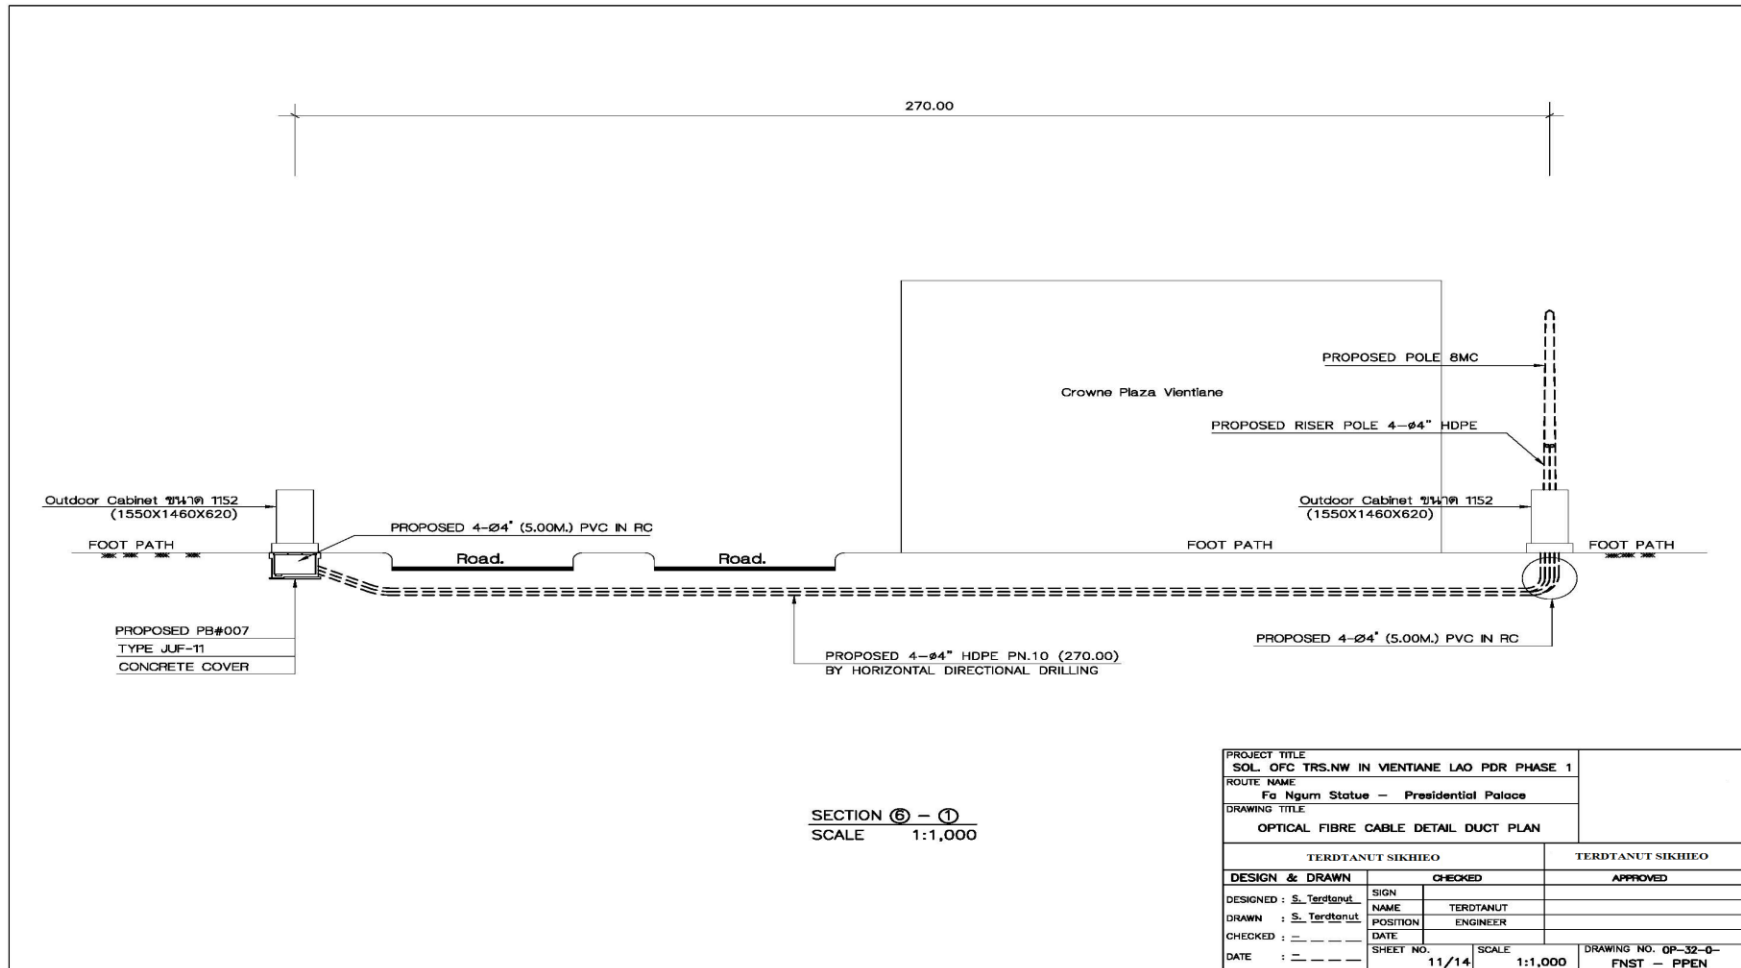 270.00
PROPOSED POLE 8MC
Crowne Plaza Vientiane
PROPOSED RISER POLE 4-ø4" HDPE
Outdoor Cabinet ขนาด 1152
(1550X1460X620)
Outdoor Cabinet ขนาด 1152
(1550X1460X620)
PROPOSED 4-Ø4" (5.00M.) PVC IN RC
FOOT PATH
Road.
Road.
FOOT PATH
FOOT PATH
PROPOSED PB#007
TYPE JUF-11
CONCRETE COVER
PROPOSED 4-ø4" HDPE PN.10 (270.00)
BY HORIZONTAL DIRECTIONAL DRILLING
PROPOSED 4-Ø4" (5.00M.) PVC IN RC
SECTION 6 - 1
SCALE 1:1,000
PROJECT TITLE
SOL. OFC TRS.NW IN VIENTIANE LAO PDR PHASE 1
ROUTE NAME
Fa Ngum Statue - Presidential Palace
DRAWING TITLE
OPTICAL FIBRE CABLE DETAIL DUCT PLAN
TERDTANUT SIKHIEO
TERDTANUT SIKHIEO
DESIGN & DRAWN
CHECKED
APPROVED
DESIGNED : S. Terdtanut
DRAWN : S. Terdtanut
CHECKED : -
DATE : -
SIGN
NAME TERDTANUT
POSITION ENGINEER
DATE
SHEET NO. 11/14
SCALE 1:1,000
DRAWING NO. OP-32-0-
FNST - PPEN